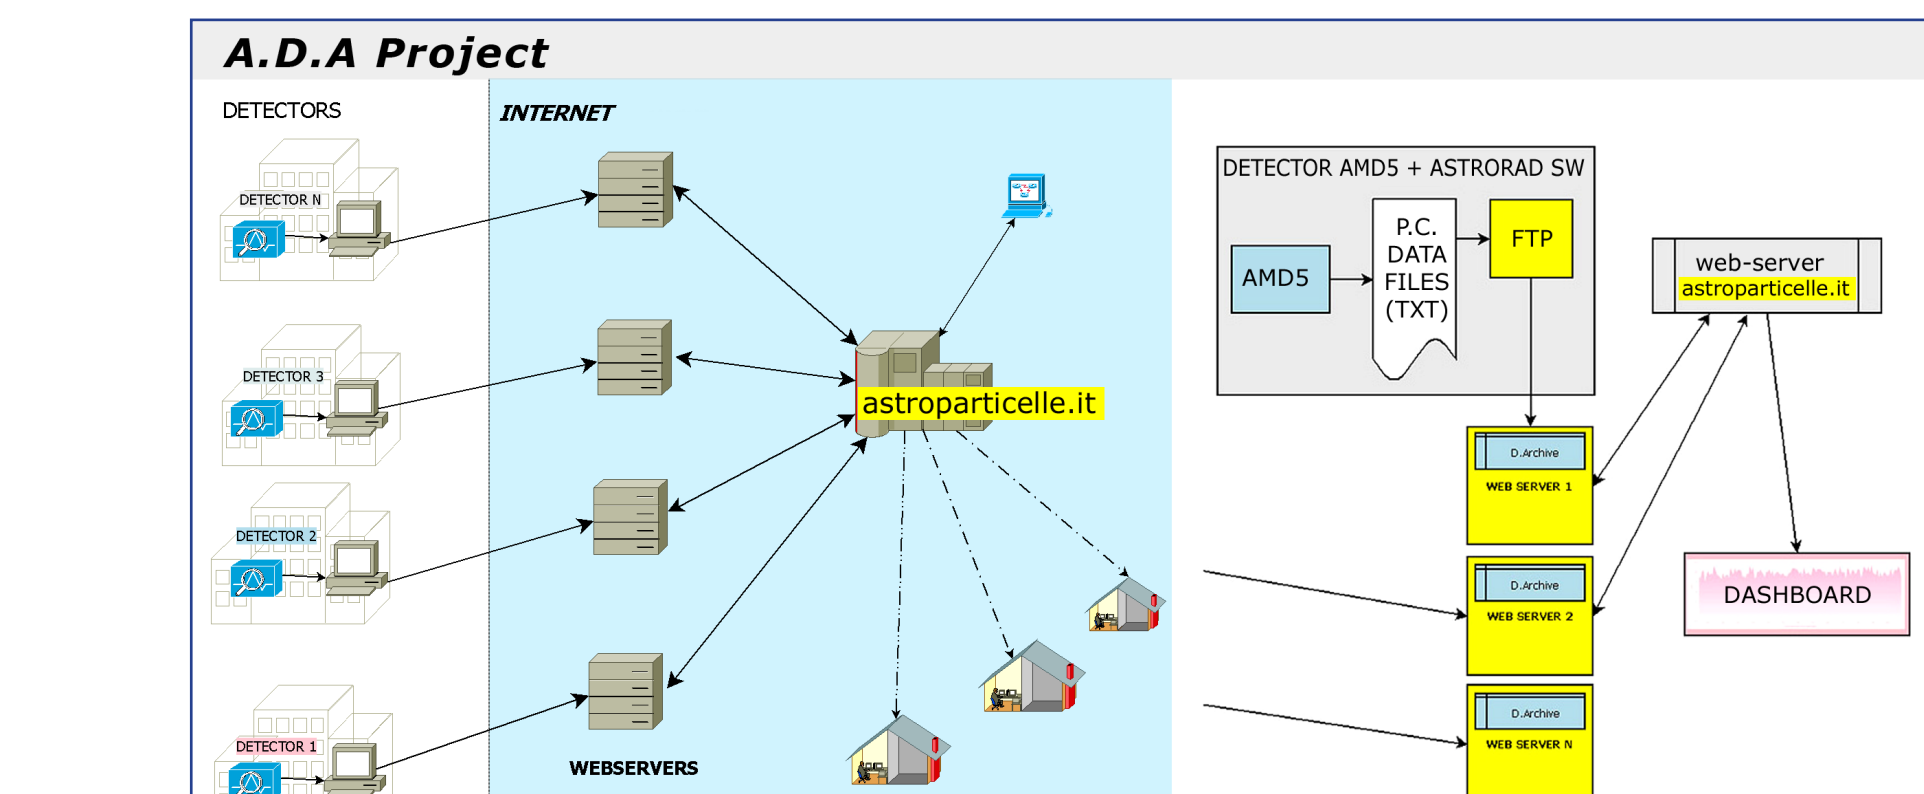 A.D.A Project
DETECTORS
INTERNET
DETECTOR N
DETECTOR 3
DETECTOR 2
DETECTOR 1
WEBSERVERS
astroparticelle.it
DETECTOR AMD5 + ASTRORAD SW
AMD5
P.C.
DATA
FILES
(TXT)
FTP
web-server
astroparticelle.it
D.Archive
WEB SERVER 1
D.Archive
WEB SERVER 2
D.Archive
WEB SERVER N
DASHBOARD